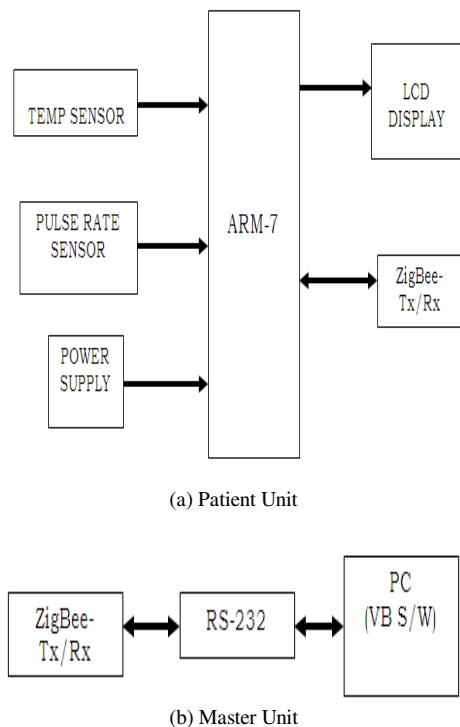 TEMP SENSOR
PULSE RATE
SENSOR
POWER
SUPPLY
ARM-7
LCD
DISPLAY
ZigBee-
Tx/Rx
(a) Patient Unit
ZigBee-
Tx/Rx
RS-232
PC
(VB S/W)
(b) Master Unit